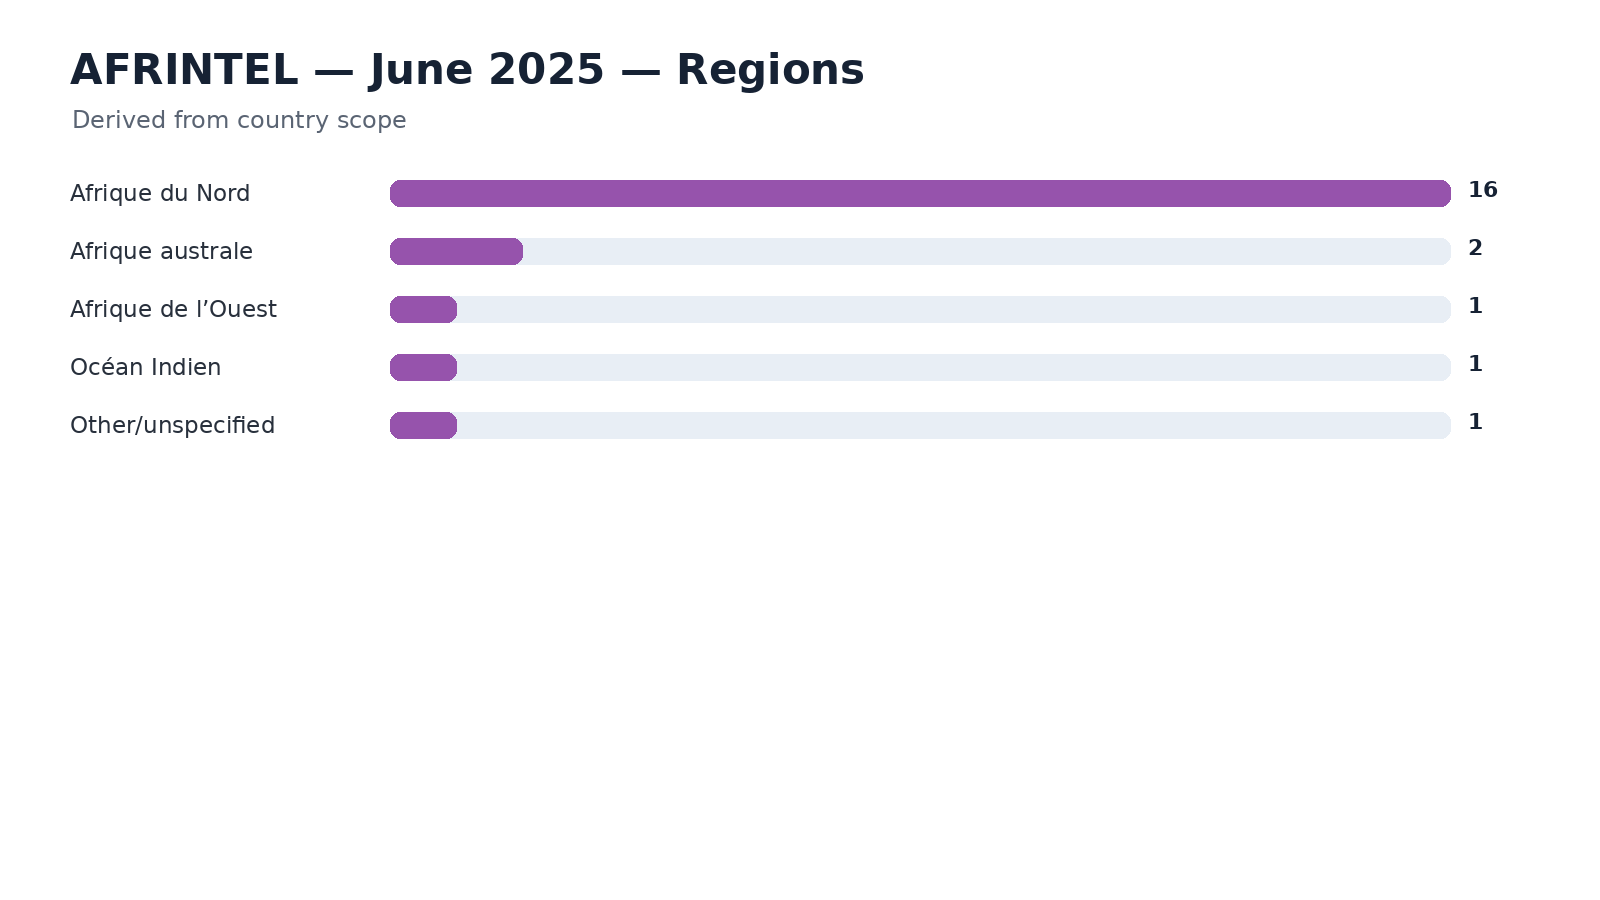 AFRINTEL — June 2025 — Regions
Derived from country scope
Afrique du Nord 16
Afrique australe 2
Afrique de l’Ouest 1
Océan Indien 1
Other/unspecified 1